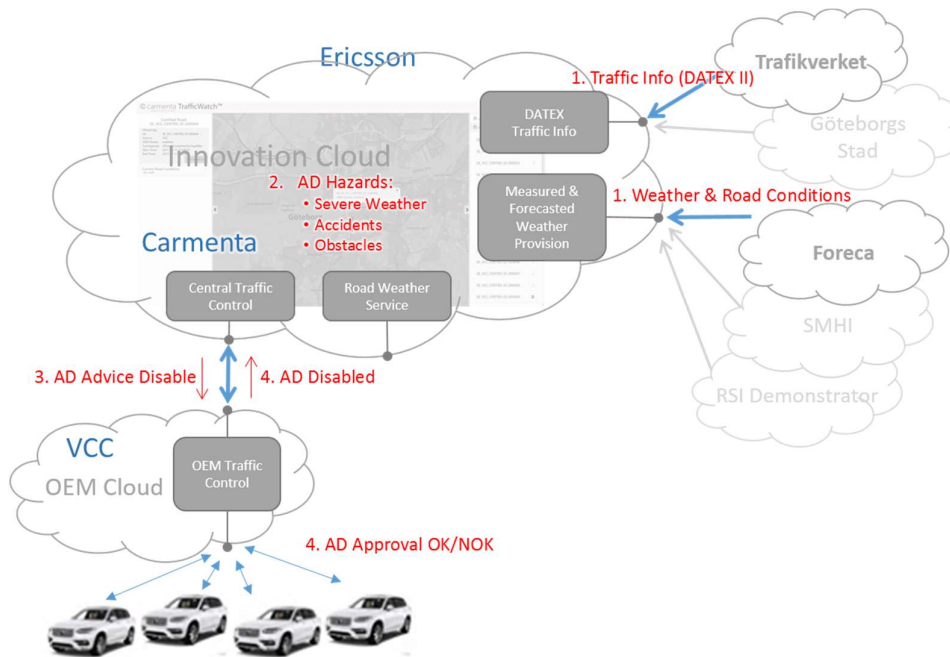 Ericsson
Trafikverket
1. Traffic Info (DATEX II)
© carmenta TrafficWatch™
DATEX
Traffic Info
Göteborgs
Stad
Innovation Cloud
2. AD Hazards:
• Severe Weather
• Accidents
• Obstacles
Measured &
Forecasted
Weather
Provision
1. Weather & Road Conditions
Carmenta
Foreca
Central Traffic
Control
Road Weather
Service
SMHI
3. AD Advice Disable
4. AD Disabled
RSI Demonstrator
VCC
OEM Cloud
OEM Traffic
Control
4. AD Approval OK/NOK